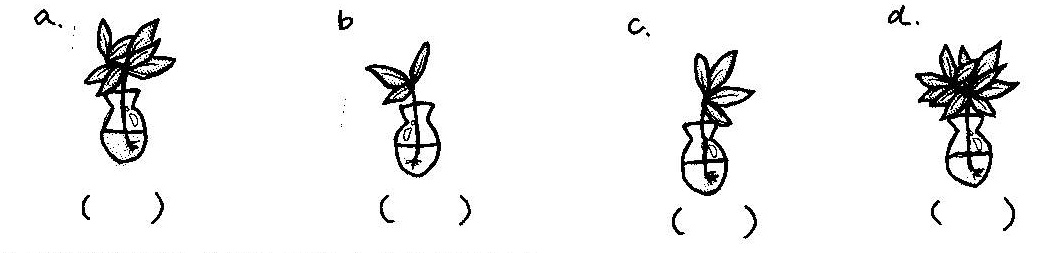 a. b c. d.
( ) ( ) ( ) ( )